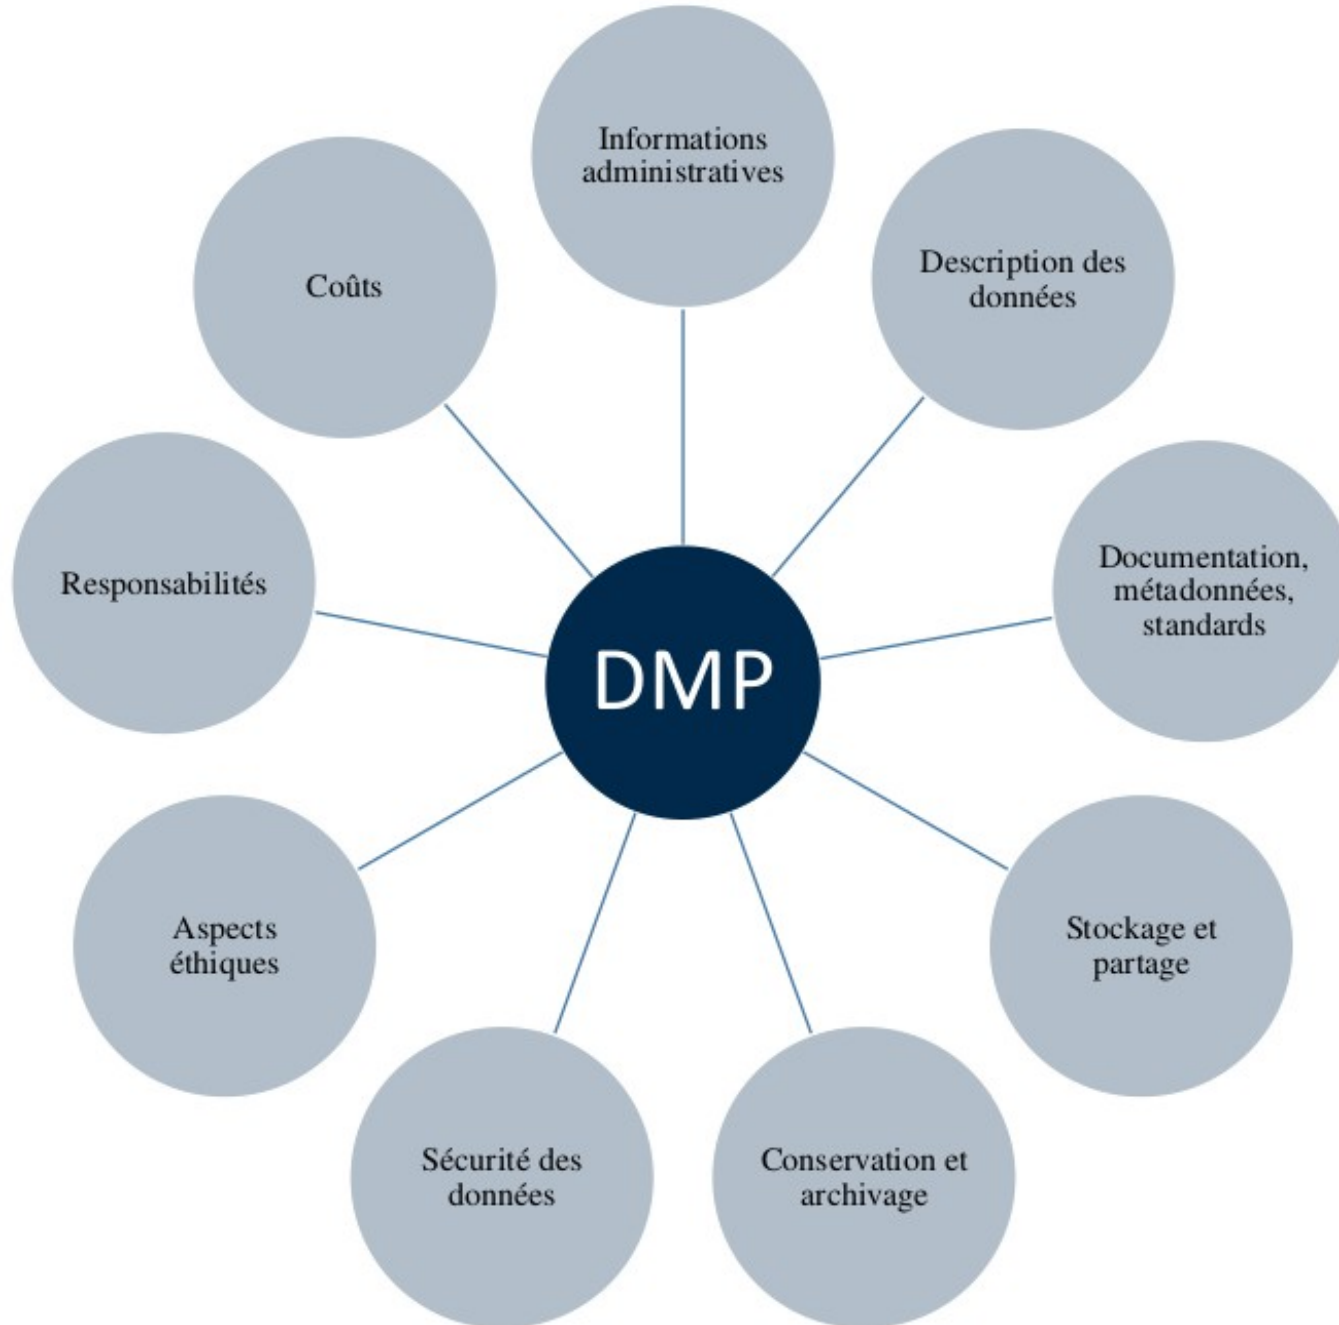 Informations
administratives
Description des
données
Documentation,
métadonnées,
standards
Stockage et
partage
Conservation et
archivage
Sécurité des
données
Aspects
éthiques
Responsabilités
Coûts
DMP